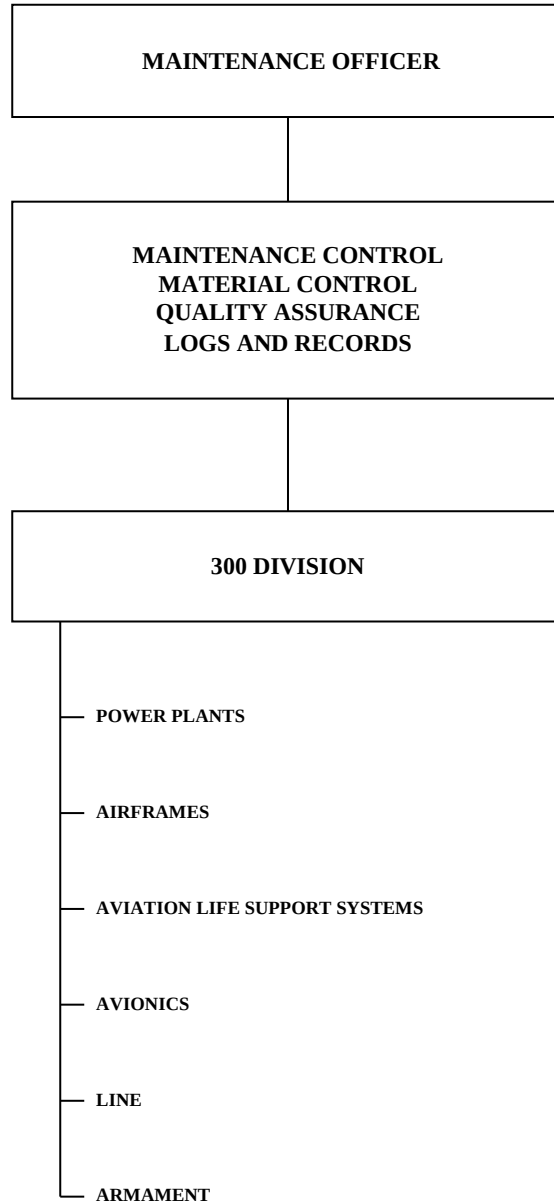 MAINTENANCE OFFICER
MAINTENANCE CONTROL
MATERIAL CONTROL
QUALITY ASSURANCE
LOGS AND RECORDS
300 DIVISION
POWER PLANTS
AIRFRAMES
AVIATION LIFE SUPPORT SYSTEMS
AVIONICS
LINE
ARMAMENT